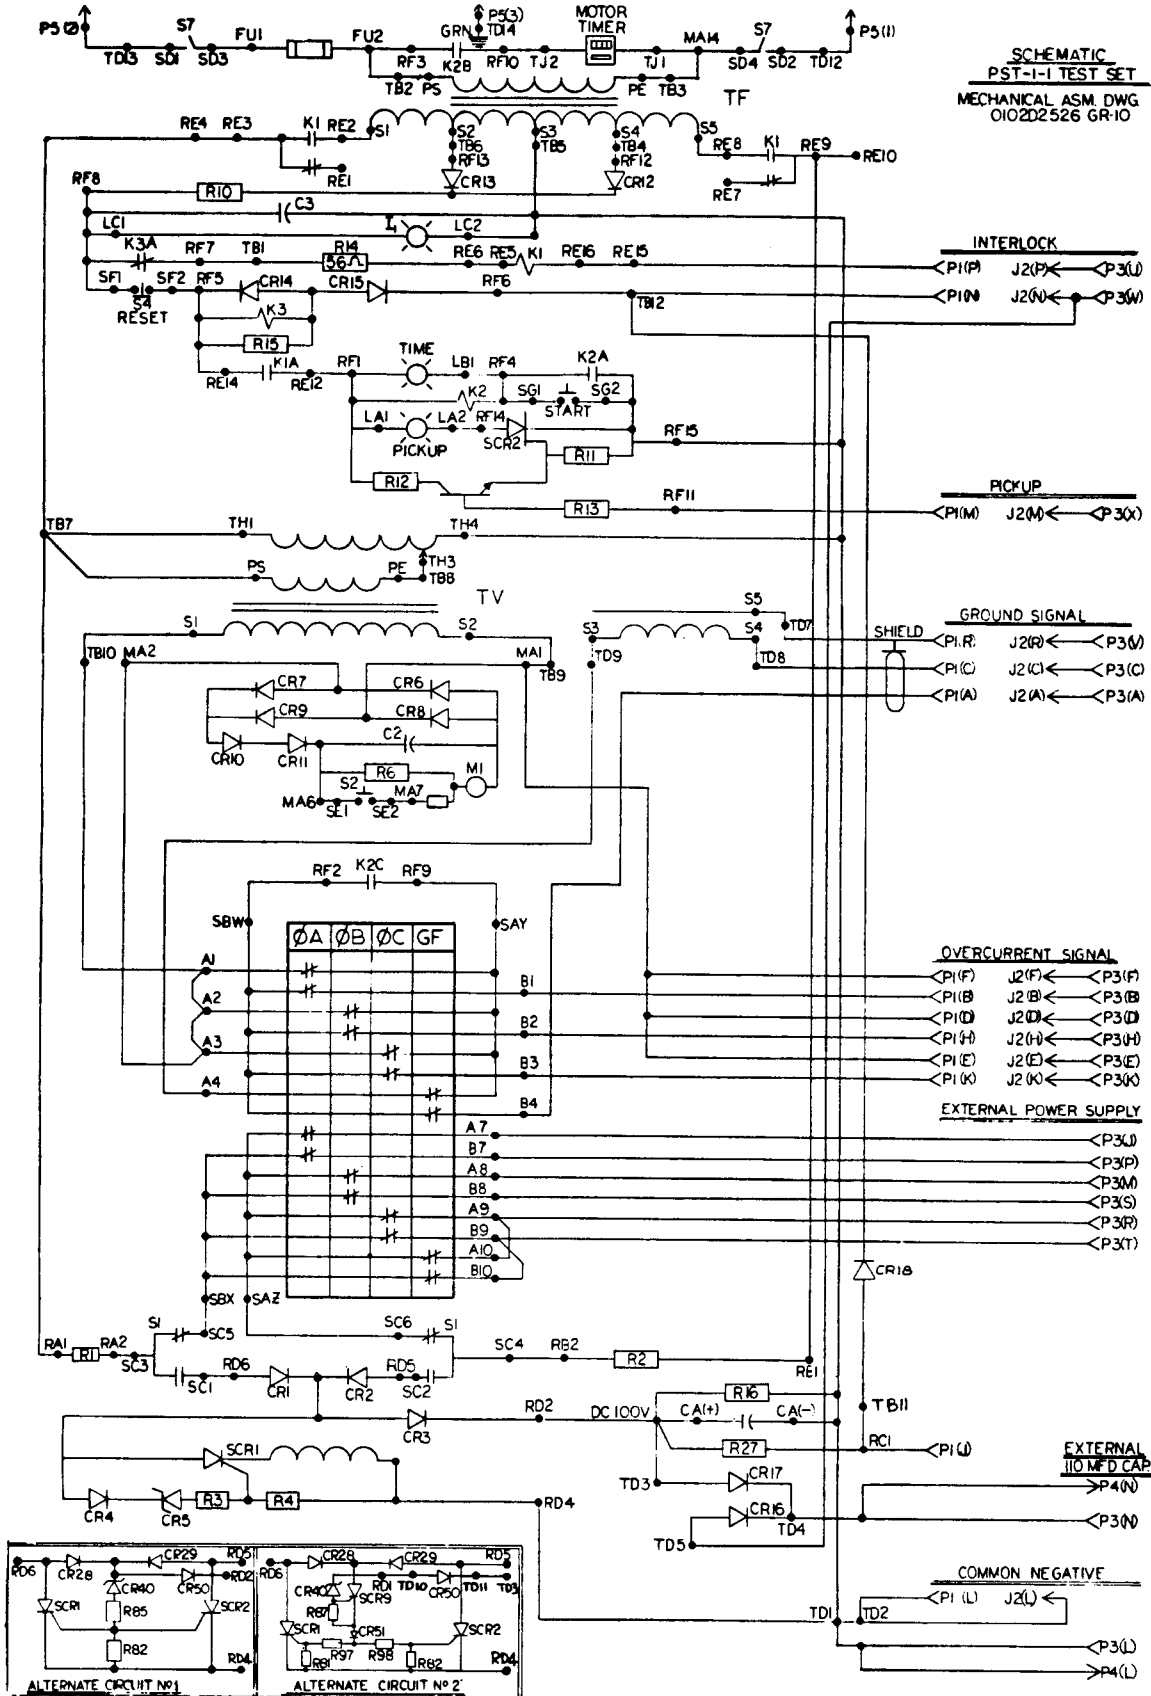 P5(2) S7 FU1 FU2 GRN P5(3) TD14 MOTOR TIMER MA14 S7 P5(1)
TD13 SD1 SD3 RF3 K2B RF10 TJ2 TJ1 SD4 SD2 TD12
TB2 PS PE TB3 TF
SCHEMATIC
PST-1-1 TEST SET
MECHANICAL ASM. DWG.
0102D2526 GR-10
RE4 RE3 K1 RE2 S1 S2 TB6 RF13 S3 TB5 S4 TB4 RF12 S5 RE8 K1 RE9 RE10
RE1 CR13 CR12 RE7
RF8 R10
C3
LC1 I1 LC2
K3A RF7 TB1 R14 56Ω RE6 RE5 K1 RE16 RE15
INTERLOCK
P1(P) J2(P) P3(U)
SF1 SF2 RF5 CR14 CR15 RF6 TB12 P1(N) J2(N) P3(W)
S4 RESET
K3
R15
K1A RE14 RE12
RF1 TIME LB1 RF4 K2A
K2 SG1 SG2 START
LA1 LA2 RF14 SCR2 RF15
PICKUP
R11
R12
R13 RF11
PICKUP
P1(M) J2(M) P3(X)
TB7 TH1 TH4
PS PE TH3 TB8
TV
S1 S2 S3 S4 S5 TD7 SHIELD
GROUND SIGNAL
P1(R) J2(R) P3(V)
TB10 MA2 MA1 TB9 TD9 TD8 P1(C) J2(C) P3(C)
P1(A) J2(A) P3(A)
CR7 CR6
CR9 CR8
CR10 CR11 C2
R6 M1
S2 MA6 SE1 SE2 MA7
RF2 K2C RF9
SBW SAY
ØA ØB ØC GF
OVERCURRENT SIGNAL
A1 P1(F) J2(F) P3(F)
B1 P1(B) J2(B) P3(B)
A2 P1(D) J2(D) P3(D)
B2 P1(H) J2(H) P3(H)
A3 P1(E) J2(E) P3(E)
B3 P1(K) J2(K) P3(K)
A4
B4
EXTERNAL POWER SUPPLY
A7 P3(J)
B7 P3(P)
A8 P3(M)
B8 P3(S)
A9 P3(R)
B9 P3(T)
A10
B10
CR18
SBX SAZ
RA1 R1 RA2 SC3 S1 SC5 SC6 S1 SC4 RB2 R2 RE1
SC1 RD6 CR1 CR2 RD5 SC2
R16
CR3 RD2 DC 100V CA(+) CA(-) TB11
R27 RC1 P1(J)
SCR1
EXTERNAL
110 MFD CAP.
TD3 CR17 P4(N)
CR4 CR5 R3 R4 RD4
TD5 CR16 TD4 P3(N)
RD6 CR28 CR29 RD5 RD2
CR40 CR50
SCR1 R85 SCR2
R82 RD4
ALTERNATE CIRCUIT Nº1
RD6 CR28 CR29 RD5
CR40 SCR9 RD1 TD10 CR50 TD11 TD3
R87 CR51
SCR1 R97 R98 SCR2
R81 R82 RD4
ALTERNATE CIRCUIT Nº 2
COMMON NEGATIVE
P1 (L) J2(L)
TD1 TD2
P3(L)
P4(L)